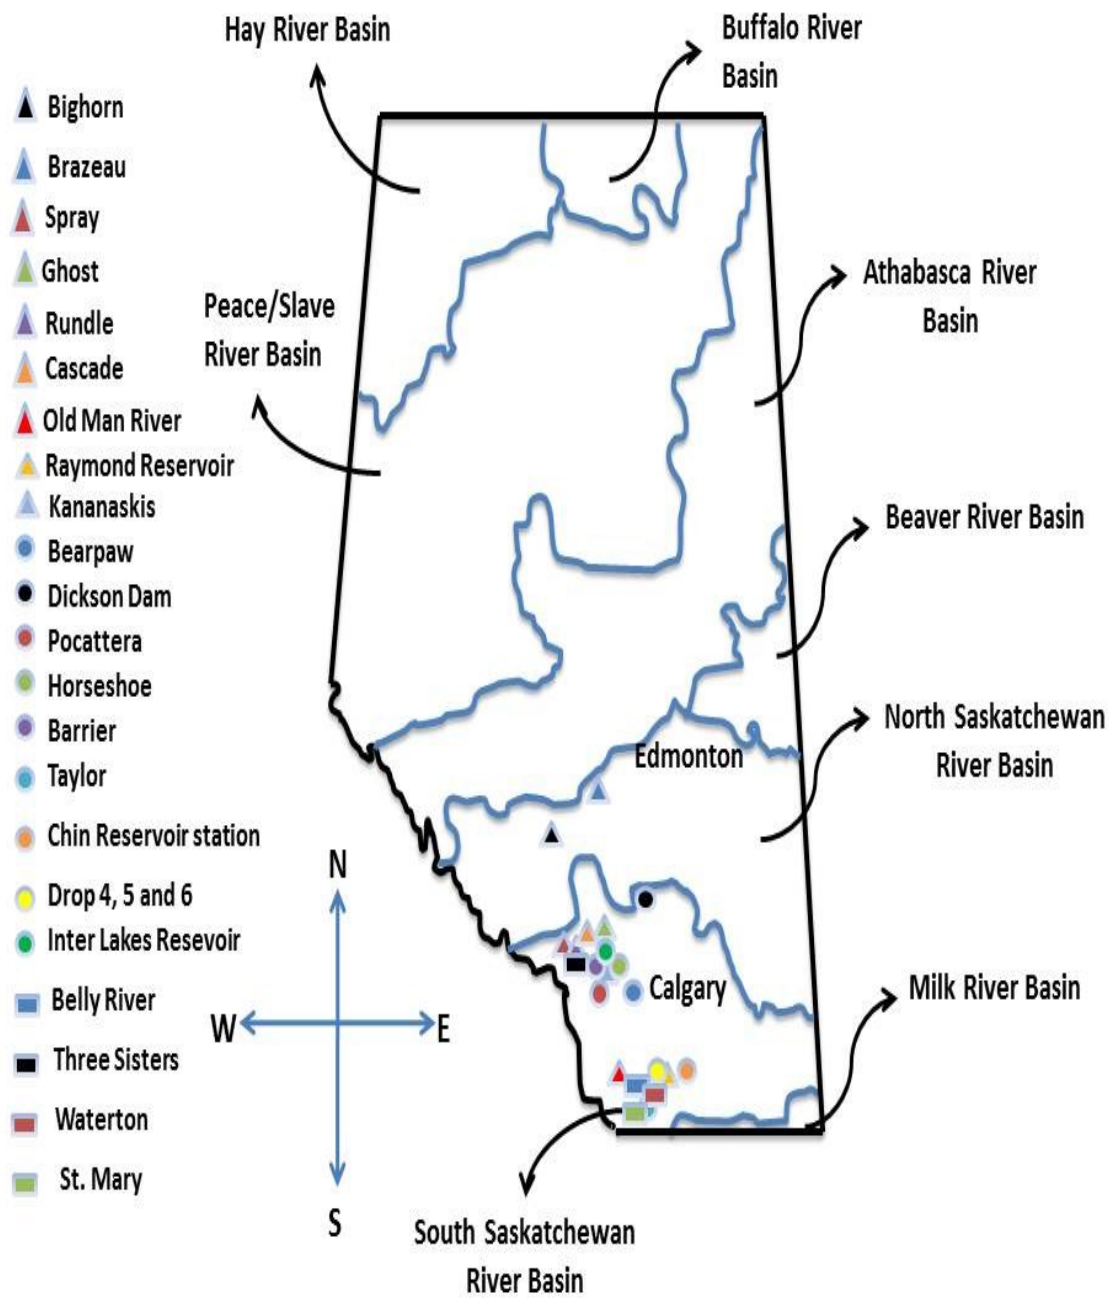 Hay River Basin
Buffalo River
Basin
Bighorn
Brazeau
Spray
Ghost
Rundle
Cascade
Old Man River
Raymond Reservoir
Kananaskis
Bearpaw
Dickson Dam
Pocattera
Horseshoe
Barrier
Taylor
Chin Reservoir station
Drop 4, 5 and 6
Inter Lakes Resevoir
Belly River
Three Sisters
Waterton
St. Mary
Peace/Slave
River Basin
Athabasca River
Basin
Beaver River Basin
North Saskatchewan
River Basin
Edmonton
Calgary
Milk River Basin
N
W
E
S
South Saskatchewan
River Basin